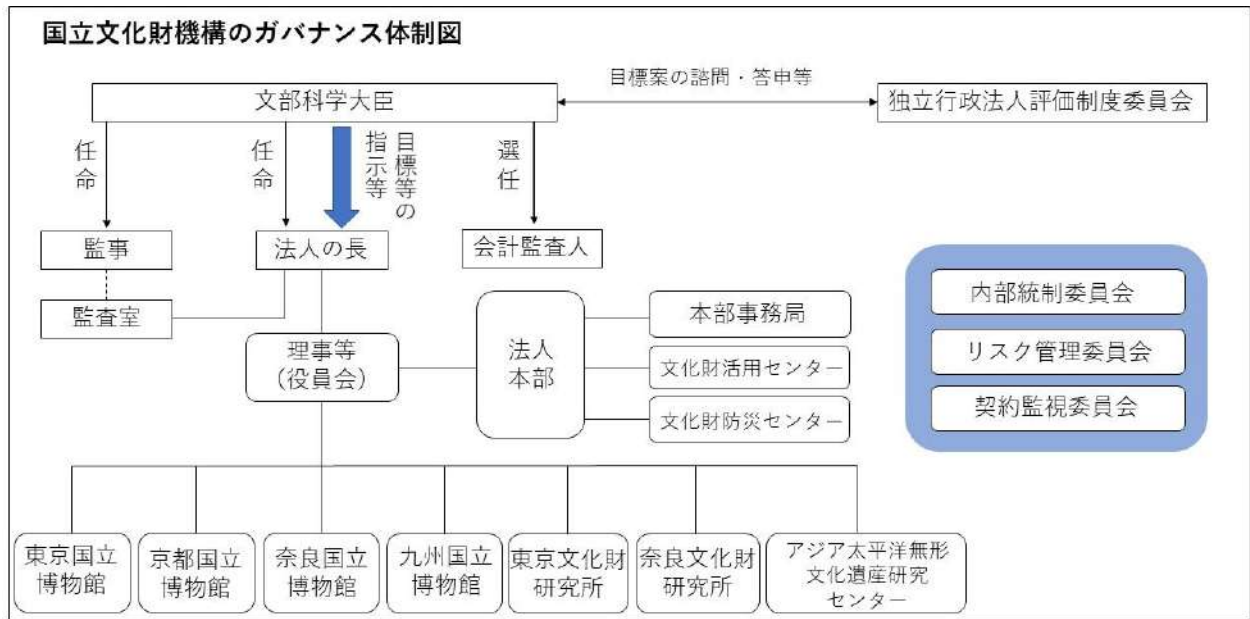 国立文化財機構のガバナンス体制図
目標案の諮問・答申等
文部科学大臣
独立行政法人評価制度委員会
任命
任命
目標等の
指示等
選任
監事
法人の長
会計監査人
監査室
理事等
(役員会)
法人
本部
本部事務局
文化財活用センター
文化財防災センター
内部統制委員会
リスク管理委員会
契約監視委員会
東京国立
博物館
京都国立
博物館
奈良国立
博物館
九州国立
博物館
東京文化財
研究所
奈良文化財
研究所
アジア太平洋無形
文化遺産研究
センター